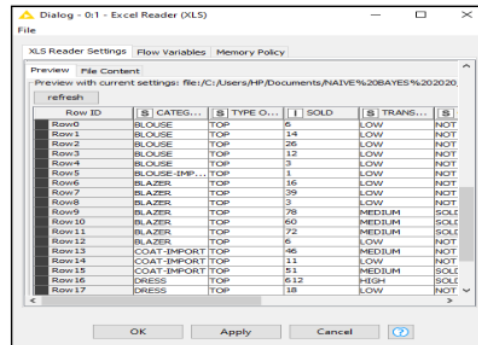 Dialog - 0:1 - Excel Reader (XLS)
File
XLS Reader Settings Flow Variables Memory Policy
Preview File Content
Preview with current settings: file:/C:/Users/HP/Documents/NAIVE%20BAYES%202020
refresh
Row ID S CATEG... S TYPE O... I SOLD S TRANS... S
Row0 BLOUSE TOP 6 LOW NOT
Row1 BLOUSE TOP 14 LOW NOT
Row2 BLOUSE TOP 26 LOW NOT
Row3 BLOUSE TOP 12 LOW NOT
Row4 BLOUSE TOP 3 LOW NOT
Row5 BLOUSE-IMP... TOP 1 LOW NOT
Row6 BLAZER TOP 16 LOW NOT
Row7 BLAZER TOP 39 LOW NOT
Row8 BLAZER TOP 3 LOW NOT
Row9 BLAZER TOP 78 MEDIUM SOLD
Row10 BLAZER TOP 60 MEDIUM SOLD
Row11 BLAZER TOP 72 MEDIUM SOLD
Row12 BLAZER TOP 6 LOW NOT
Row13 COAT-IMPORT TOP 46 MEDIUM SOLD
Row14 COAT-IMPORT TOP 11 LOW NOT
Row15 COAT-IMPORT TOP 51 MEDIUM SOLD
Row16 DRESS TOP 612 HIGH SOLD
Row17 DRESS TOP 18 LOW NOT
OK Apply Cancel ?